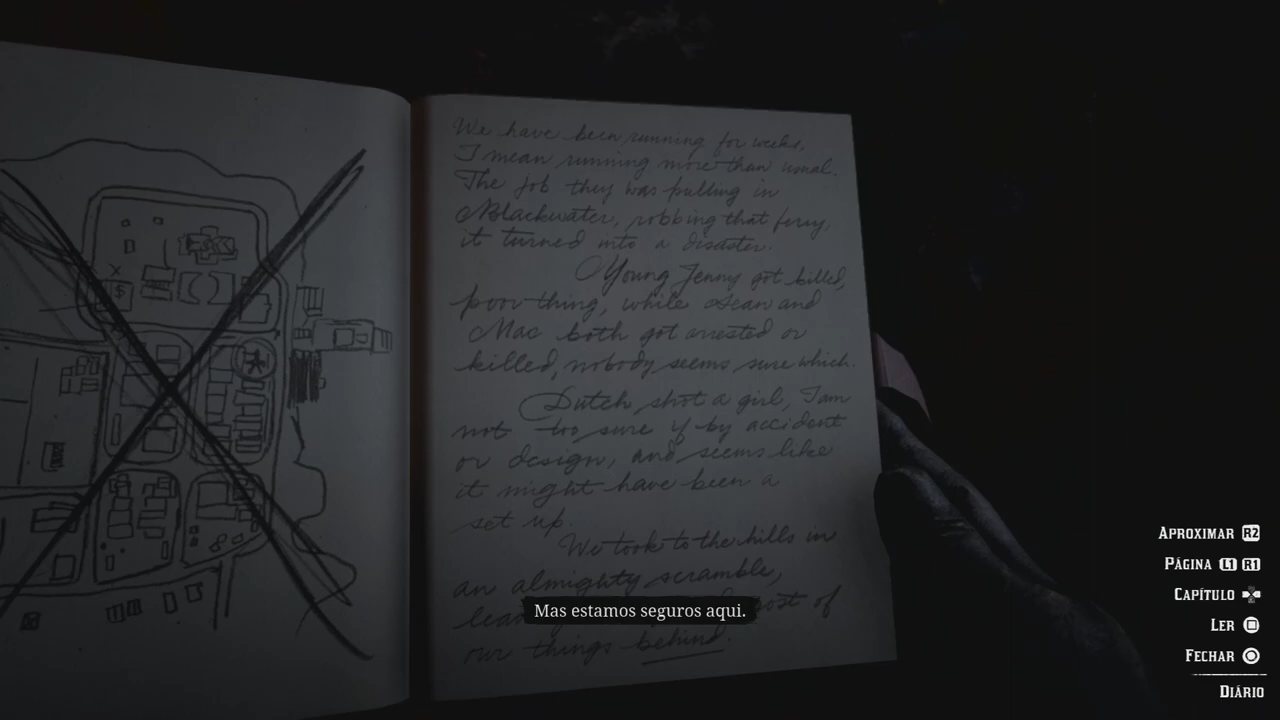 We have been running for weeks,
I mean running more than usual.
The job they was pulling in
Blackwater, robbing that ferry,
it turned into a disaster.
Young Jenny got killed,
poor thing, while Sean and
Mac both got arrested or
killed, nobody seems sure which.
Dutch shot a girl, I am
not too sure if by accident
or design, and seems like
it might have been a
set up.
We took to the hills in
an almighty scramble,
of
our things behind.
Mas estamos seguros aqui.
$
APROXIMAR R2
PÁGINA L1 R1
CAPÍTULO
LER
FECHAR
DIÁRIO